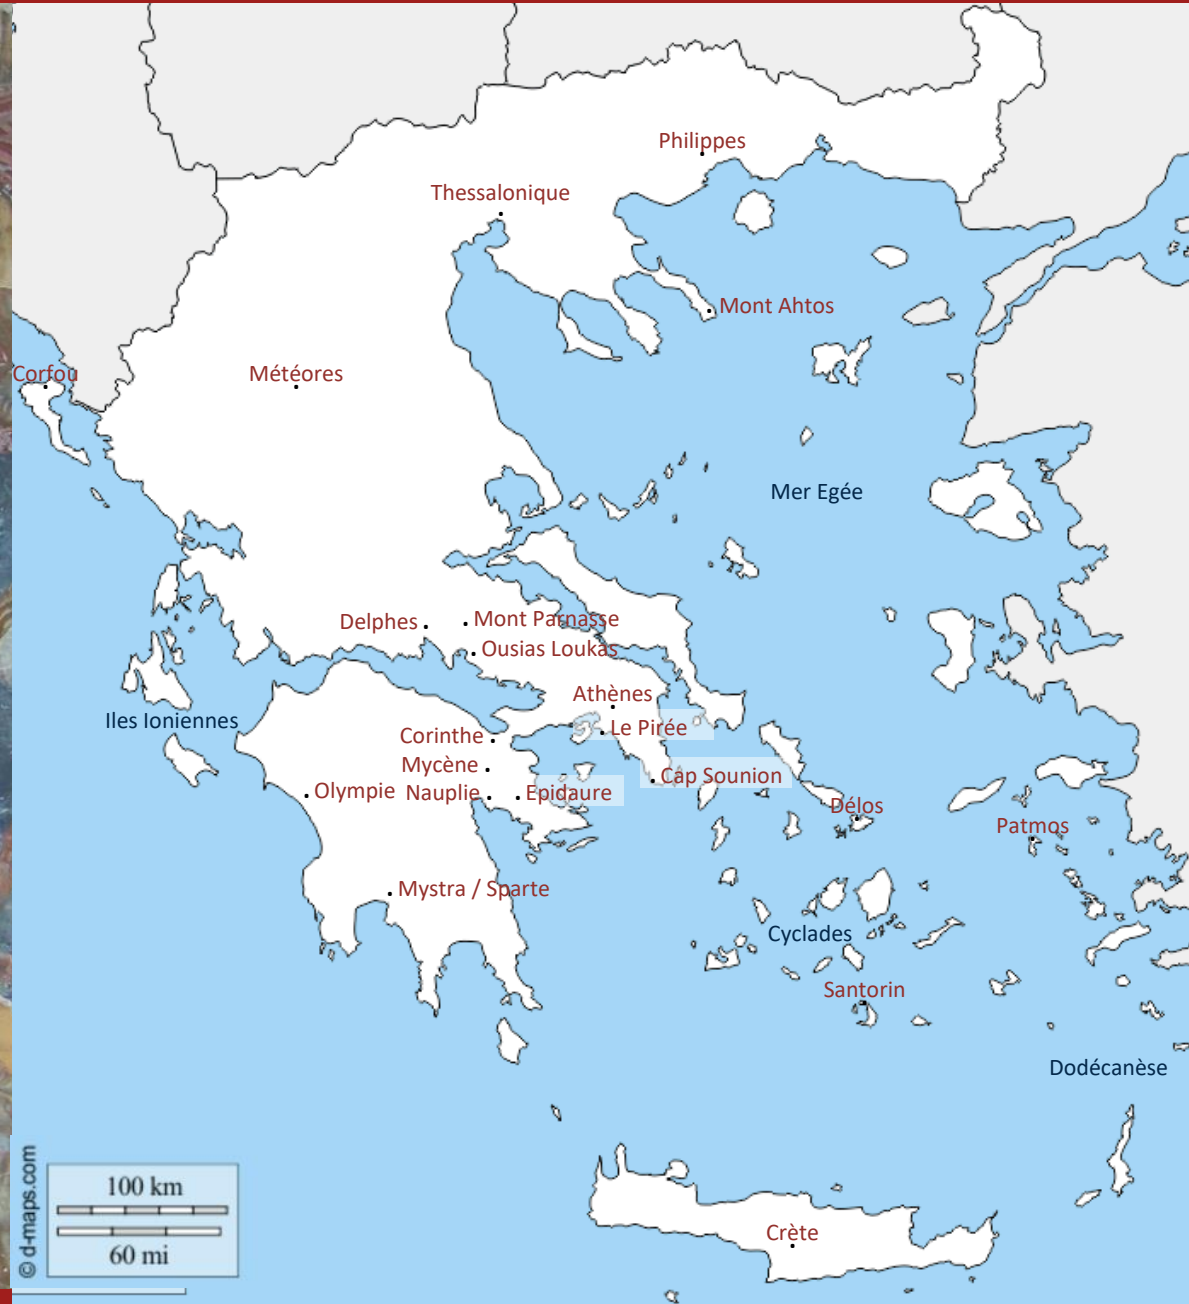 Philippes
Thessalonique
Mont Ahtos
Corfou
Météores
Mer Egée
Delphes
Mont Parnasse
Ousias Loukas
Athènes
Iles Ioniennes
Le Pirée
Corinthe
Mycène
Cap Sounion
Olympie
Nauplie
Epidaure
Délos
Patmos
Mystra / Sparte
Cyclades
Santorin
Dodécanèse
© d-maps.com
100 km
60 mi
Crète